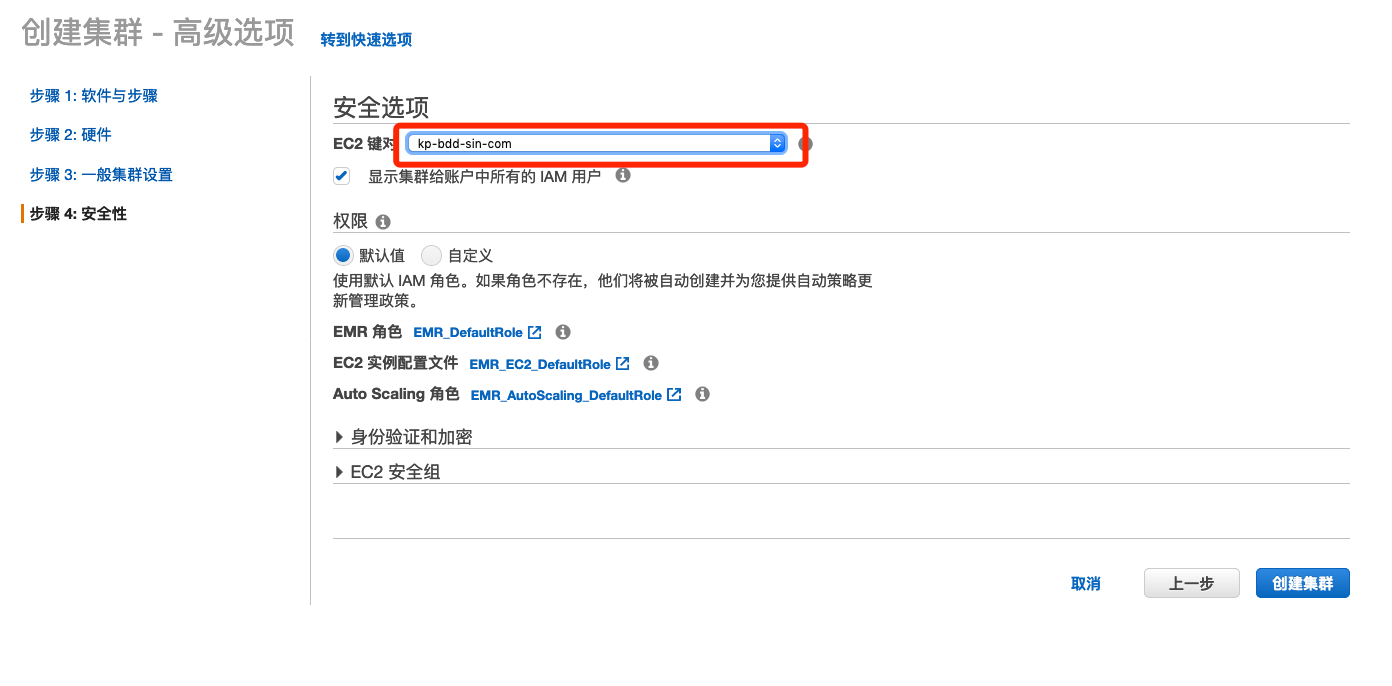 创建集群 - 高级选项 转到快速选项
步骤 1: 软件与步骤
步骤 2: 硬件
步骤 3: 一般集群设置
步骤 4: 安全性
安全选项
EC2 键对 kp-bdd-sin-com
显示集群给账户中所有的 IAM 用户
权限
默认值 自定义
使用默认 IAM 角色。如果角色不存在，他们将被自动创建并为您提供自动策略更
新管理政策。
EMR 角色 EMR_DefaultRole
EC2 实例配置文件 EMR_EC2_DefaultRole
Auto Scaling 角色 EMR_AutoScaling_DefaultRole
身份验证和加密
EC2 安全组
取消 上一步 创建集群